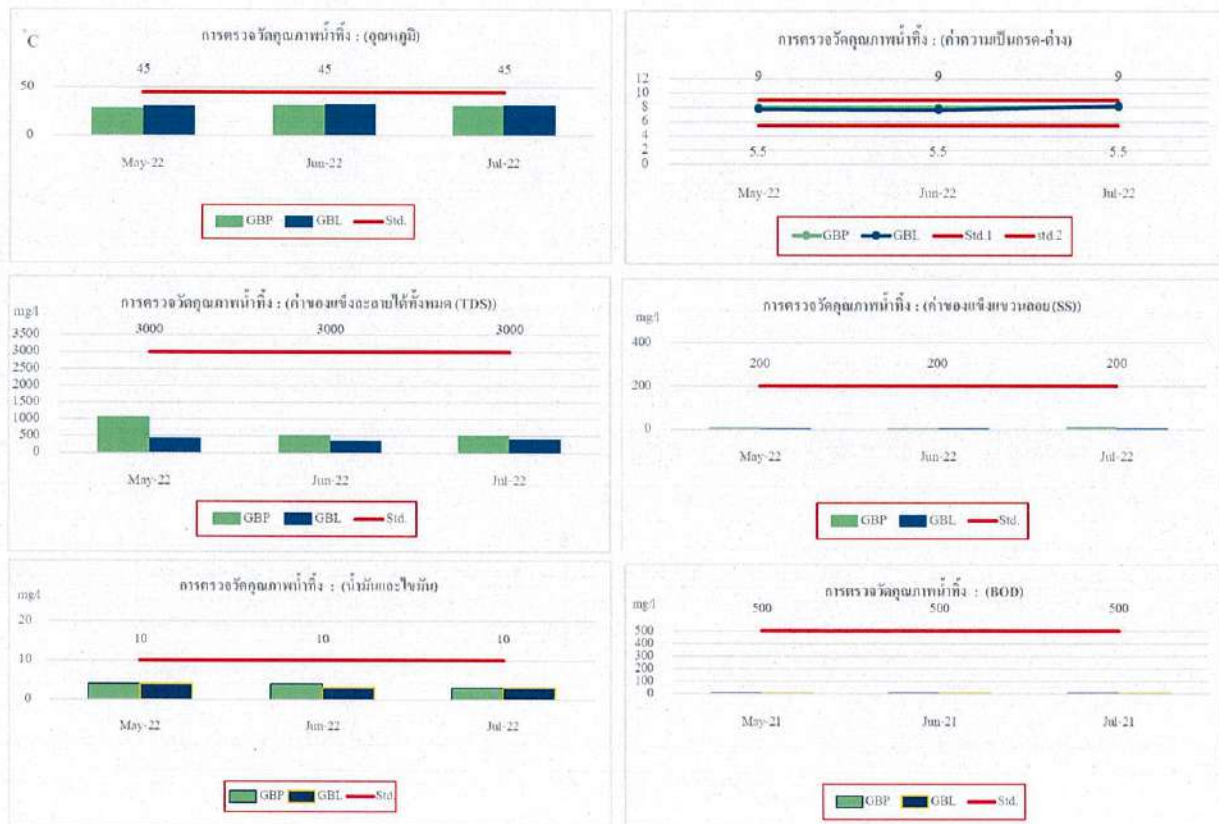 การตรวจวัดคุณภาพน้ำทิ้ง : (อุณหภูมิ)
°C
45 45 45
50
0
May-22 Jun-22 Jul-22
GBP GBL Std.
การตรวจวัดคุณภาพน้ำทิ้ง : (ค่าความเป็นกรด-ด่าง)
9 9 9
12
10
8
6
4
2
0
5.5 5.5 5.5
May-22 Jun-22 Jul-22
GBP GBL Std.1 std.2
การตรวจวัดคุณภาพน้ำทิ้ง : (ค่าของแข็งละลายได้ทั้งหมด (TDS))
mg/l
3000 3000 3000
3500
3000
2500
2000
1500
1000
500
0
May-22 Jun-22 Jul-22
GBP GBL Std.
การตรวจวัดคุณภาพน้ำทิ้ง : (ค่าของแข็งแขวนลอย (SS))
mg/l
400
200 200 200
200
0
May-22 Jun-22 Jul-22
GBP GBL Std.
การตรวจวัดคุณภาพน้ำทิ้ง : (น้ำมันและไขมัน)
mg/l
20
10 10 10
10
0
May-22 Jun-22 Jul-22
GBP GBL Std.
การตรวจวัดคุณภาพน้ำทิ้ง : (BOD)
mg/l
500 500 500
500
400
300
200
100
0
May-21 Jun-21 Jul-21
GBP GBL Std.